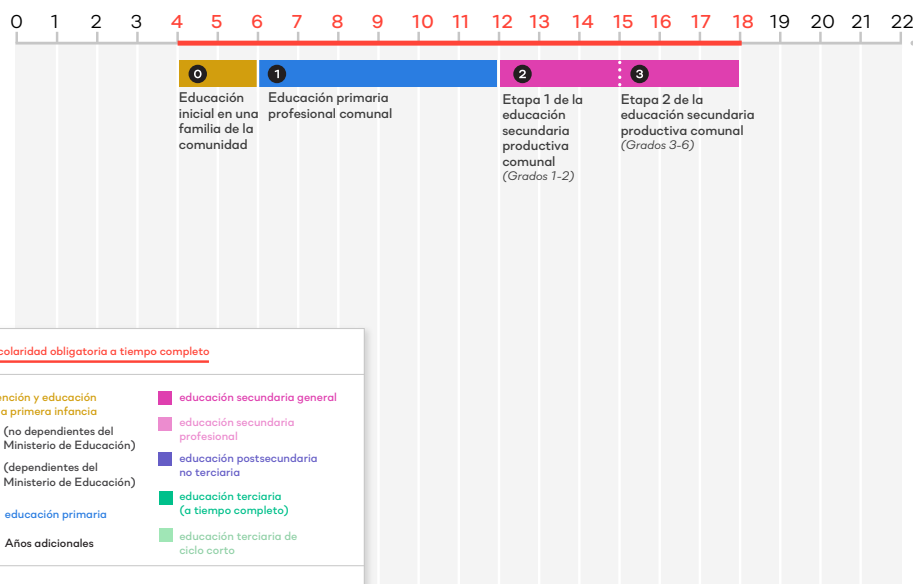 0 1 2 3 4 5 6 7 8 9 10 11 12 13 14 15 16 17 18 19 20 21 22
0 1 2 3
Educación
inicial en una
familia de la
comunidad
Educación primaria
profesional comunal
Etapa 1 de la
educación
secundaria
productiva
comunal
(Grados 1-2)
Etapa 2 de la
educación secundaria
productiva comunal
(Grados 3-6)
colaridad obligatoria a tiempo completo
ención y educación
a primera infancia
(no dependientes del
Ministerio de Educación)
(dependientes del
Ministerio de Educación)
educación primaria
Años adicionales
educación secundaria general
educación secundaria
profesional
educación postsecundaria
no terciaria
educación terciaria
(a tiempo completo)
educación terciaria de
ciclo corto